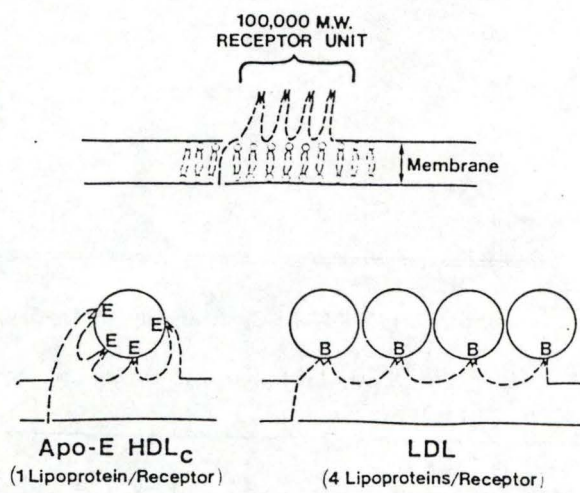 100,000 M.W.
RECEPTOR UNIT
Membrane
E
E
E
E
B
B
B
B
Apo-E HDLC
(1 Lipoprotein/Receptor)
LDL
(4 Lipoproteins/Receptor)